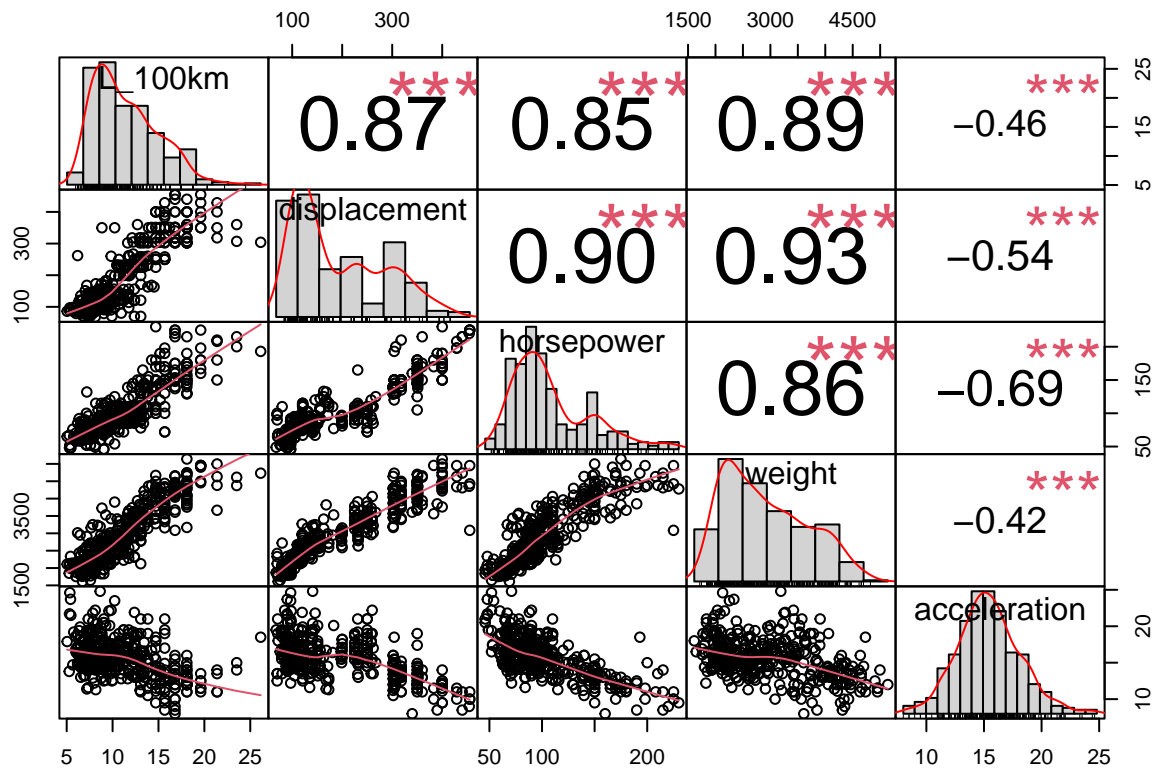 100 300 1500 3000 4500
L_100km *** 0.87 *** 0.85 *** 0.89 *** −0.46 5 15 25
100 300 displacement *** 0.90 *** 0.93 *** −0.54
horsepower *** 0.86 *** −0.69 50 150
1500 3500 weight *** −0.42
acceleration 10 20
5 10 15 20 25 50 100 200 10 15 20 25